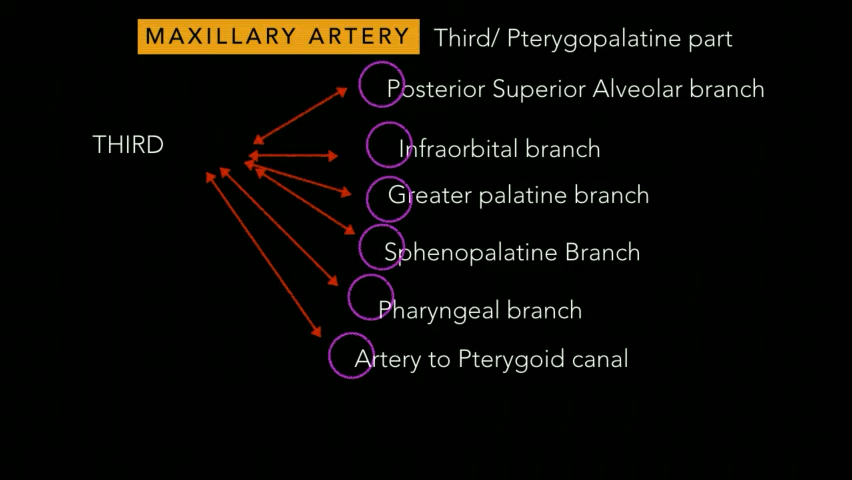 MAXILLARY ARTERY Third/ Pterygopalatine part
Posterior Superior Alveolar branch
THIRD
Infraorbital branch
Greater palatine branch
Sphenopalatine Branch
Pharyngeal branch
Artery to Pterygoid canal